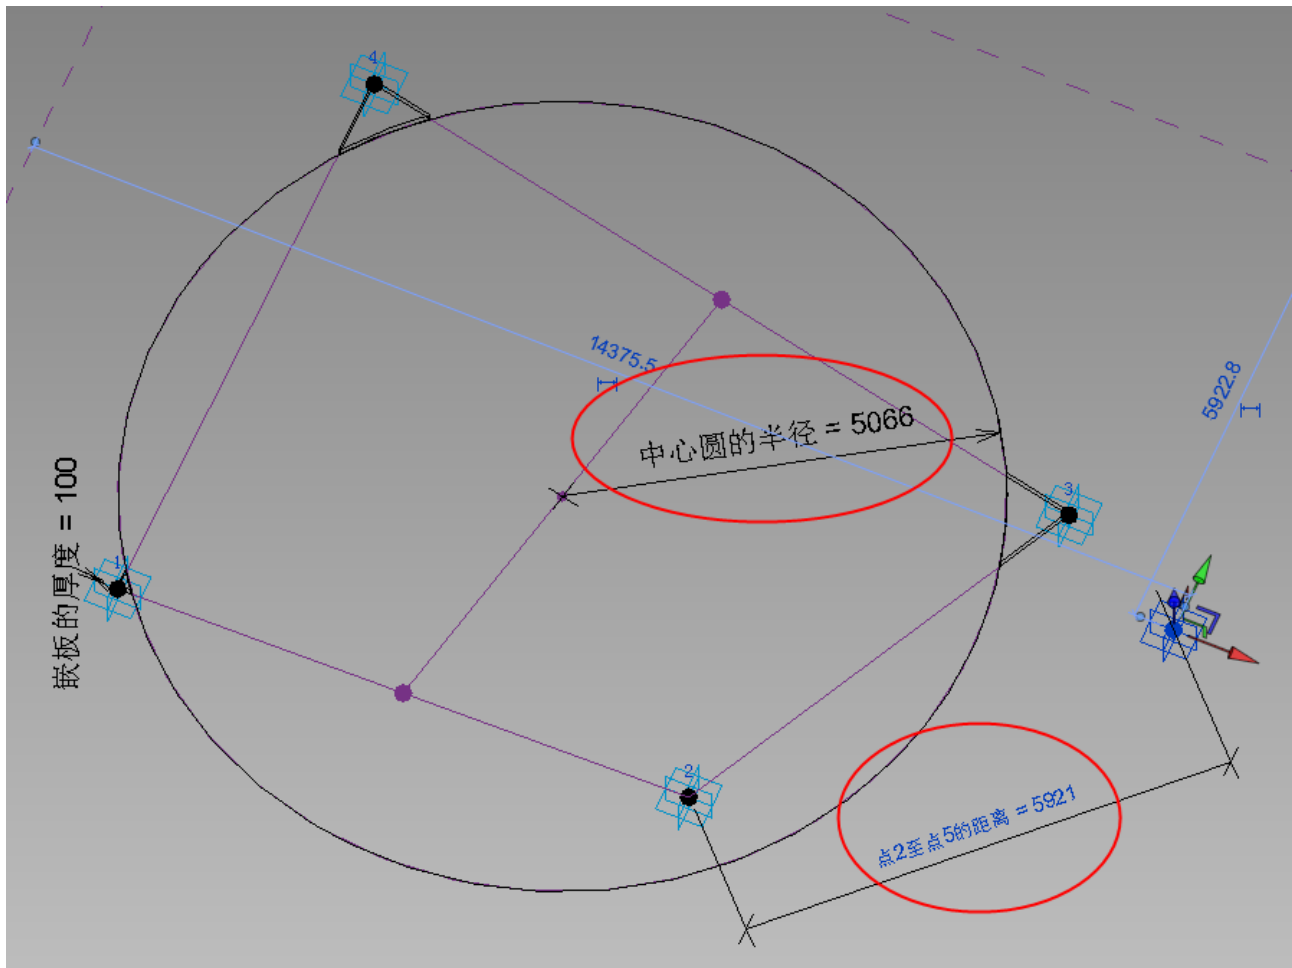 4
14375.5
5922.8
中心圆的半径 = 5066
嵌板的厚度 = 100
3
1
2
点2至点5的距离 = 5921